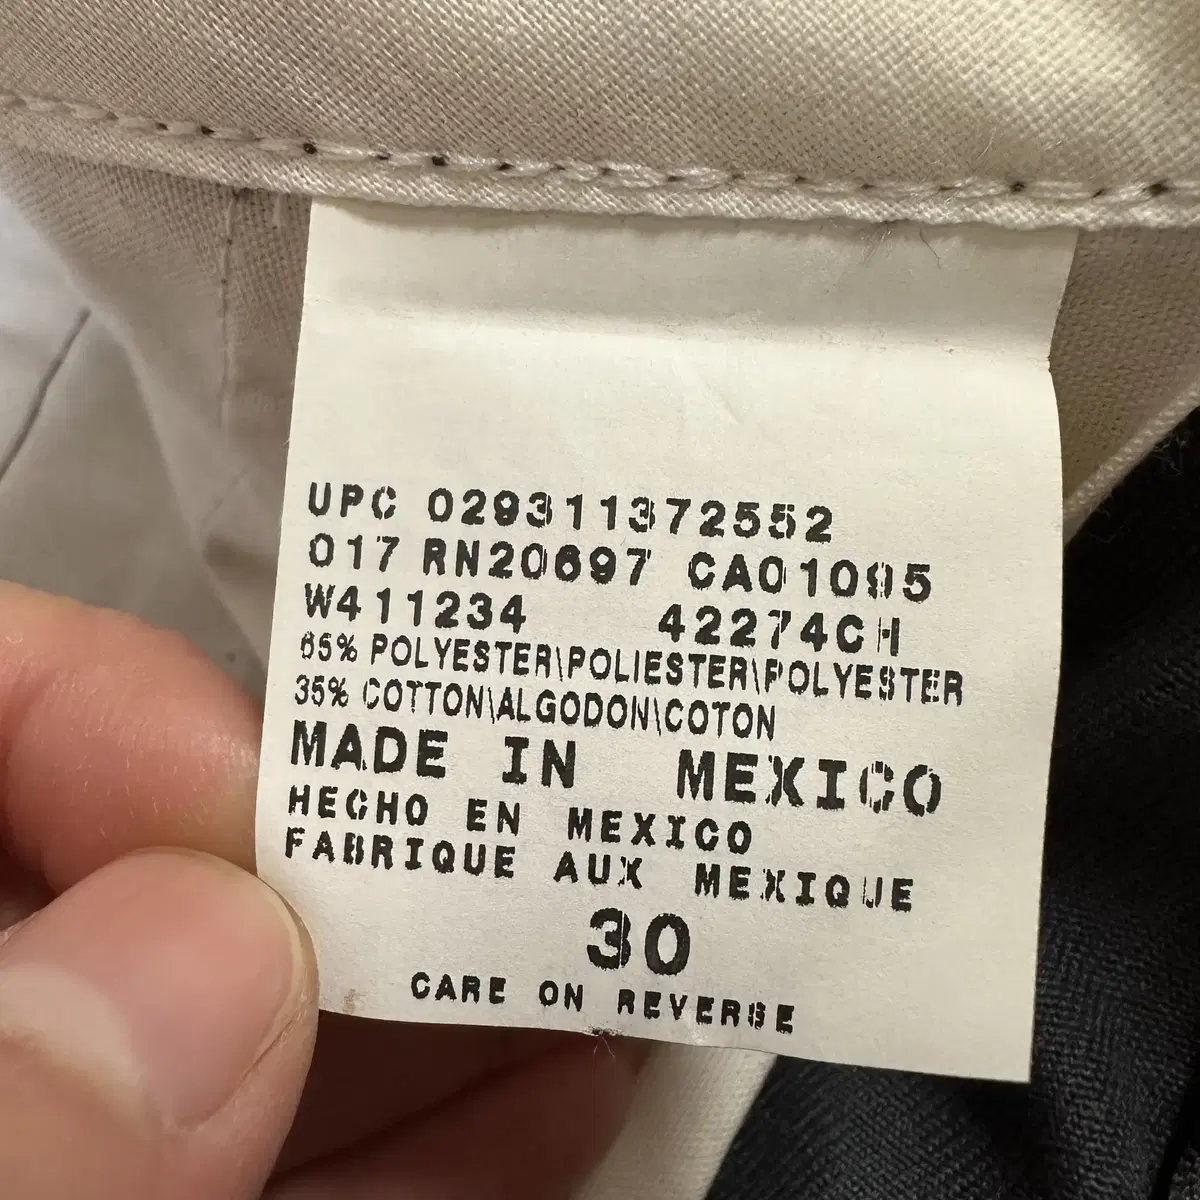 UPC 029311372552
017 RN20697 CA01095
W411234 42274CH
65% POLYESTER\POLIESTER\POLYESTER
35% COTTON\ALGODON\COTON
MADE IN MEXICO
HECHO EN MEXICO
FABRIQUE AUX MEXIQUE
30
CARE ON REVERSE